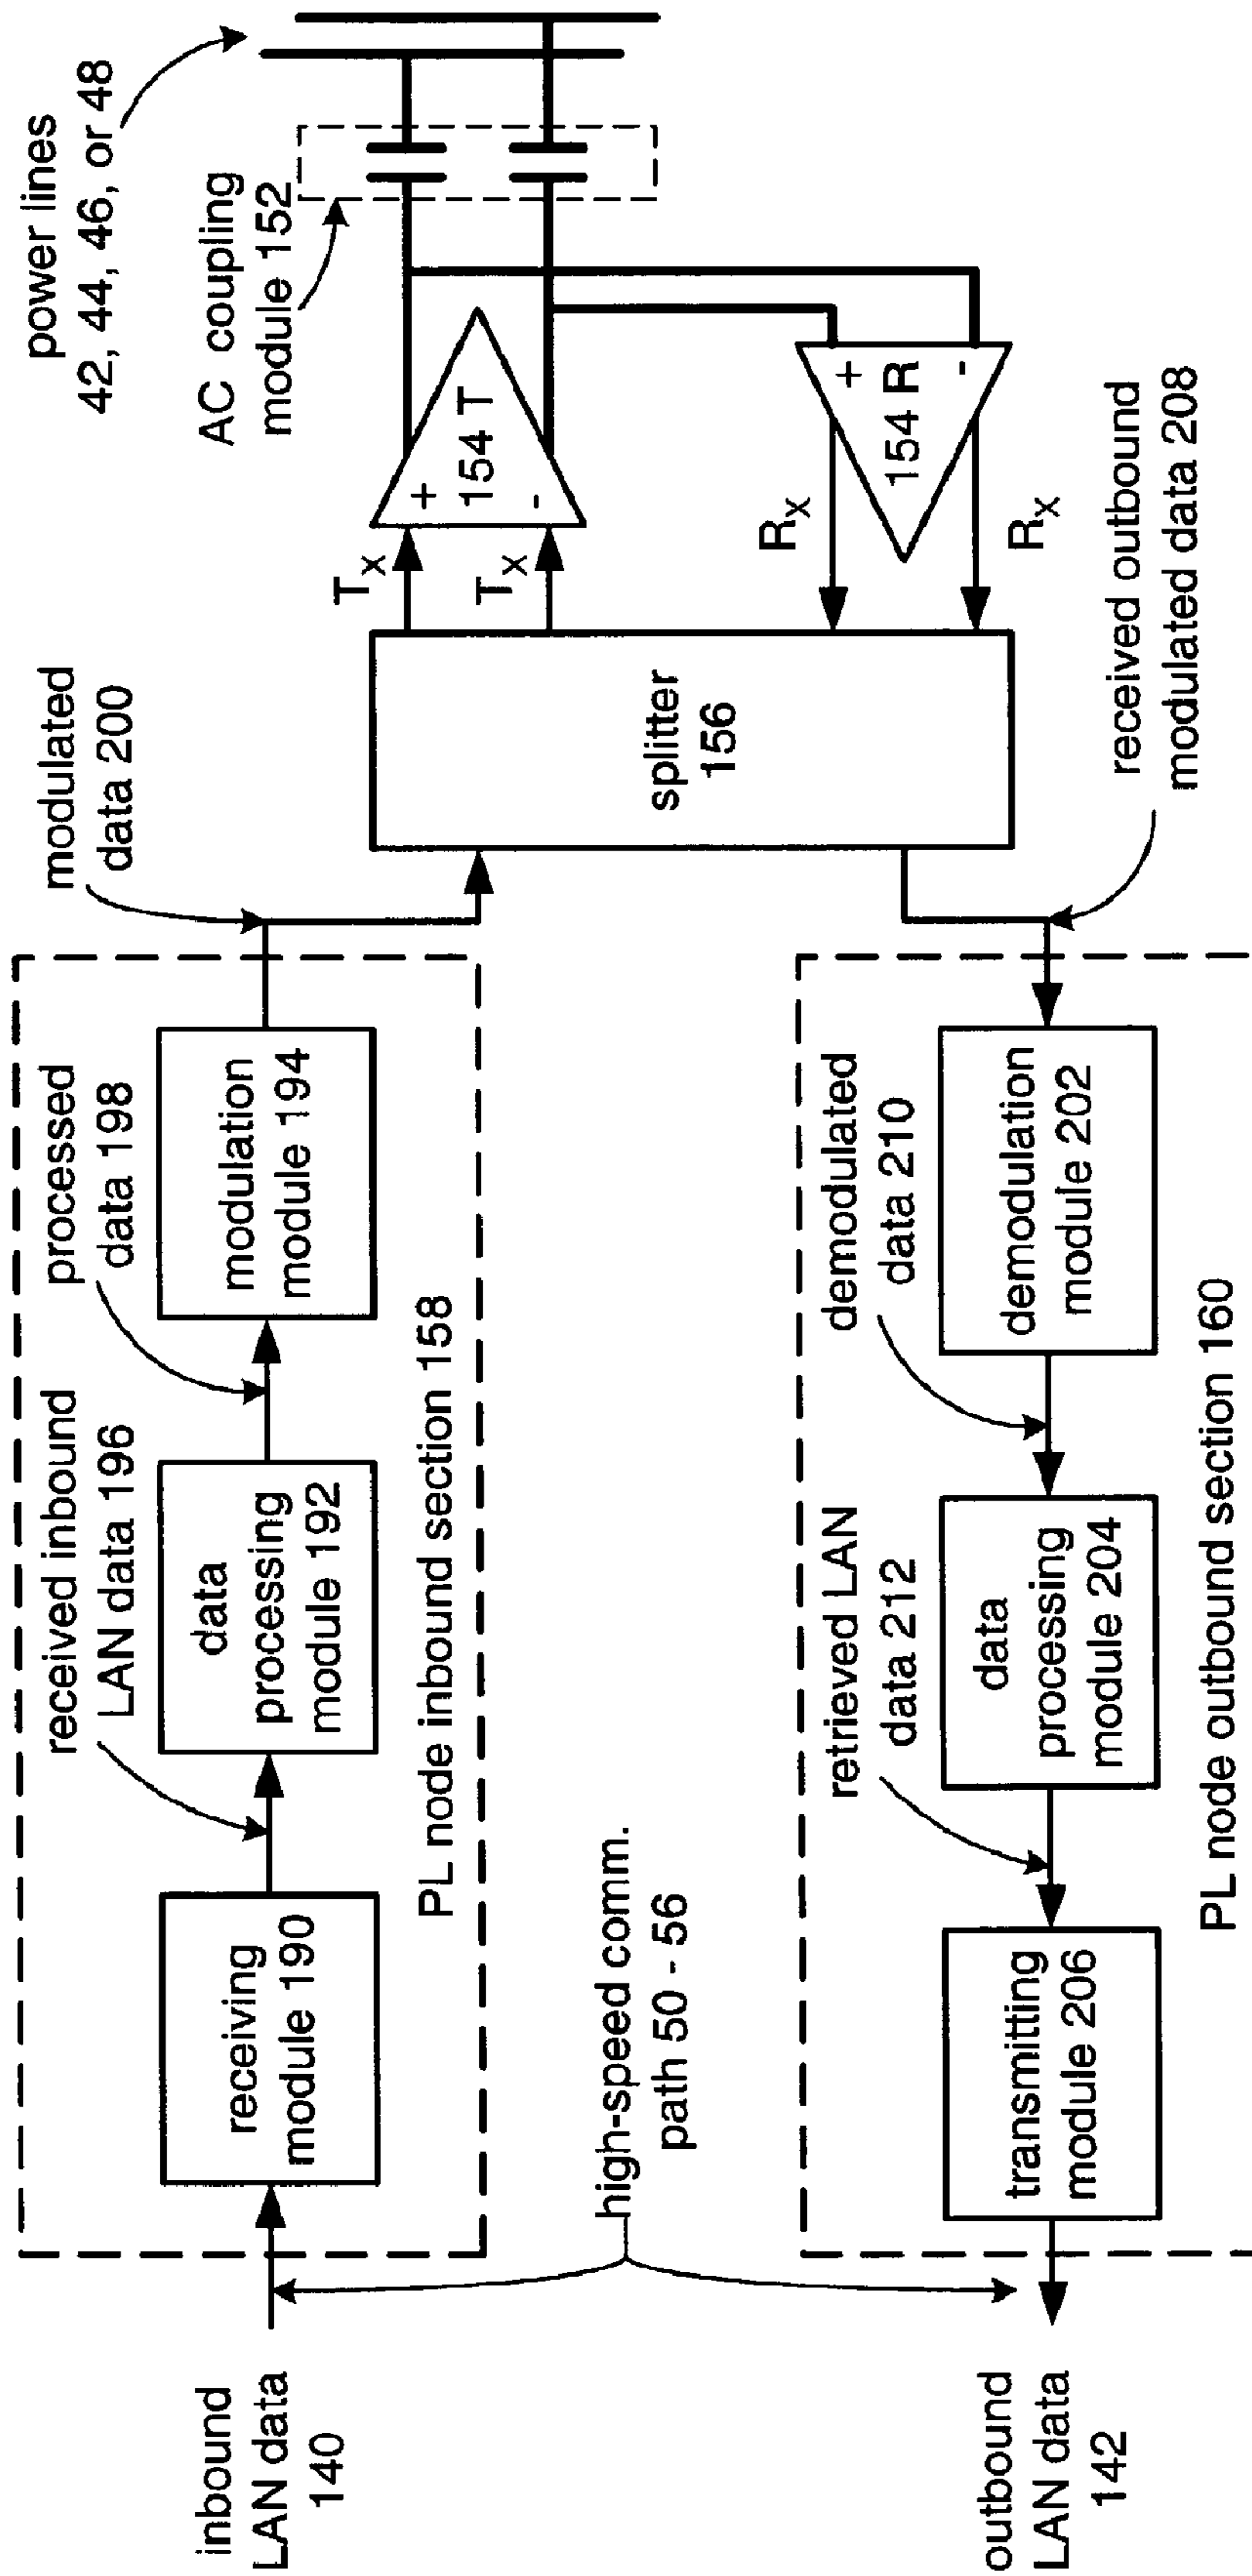 inbound
LAN data
140
outbound
LAN data
142
high-speed comm.
path 50 - 56
received inbound
LAN data 196
processed
data 198
modulated
data 200
receiving
module 190
data
processing
module 192
modulation
module 194
PL node inbound section 158
retrieved LAN
data 212
demodulated
data 210
transmitting
module 206
data
processing
module 204
demodulation
module 202
PL node outbound section 160
received outbound
modulated data 208
splitter
156
TX
TX
+
154 T
-
RX
RX
+
154 R
-
AC coupling
module 152
power lines
42, 44, 46, or 48